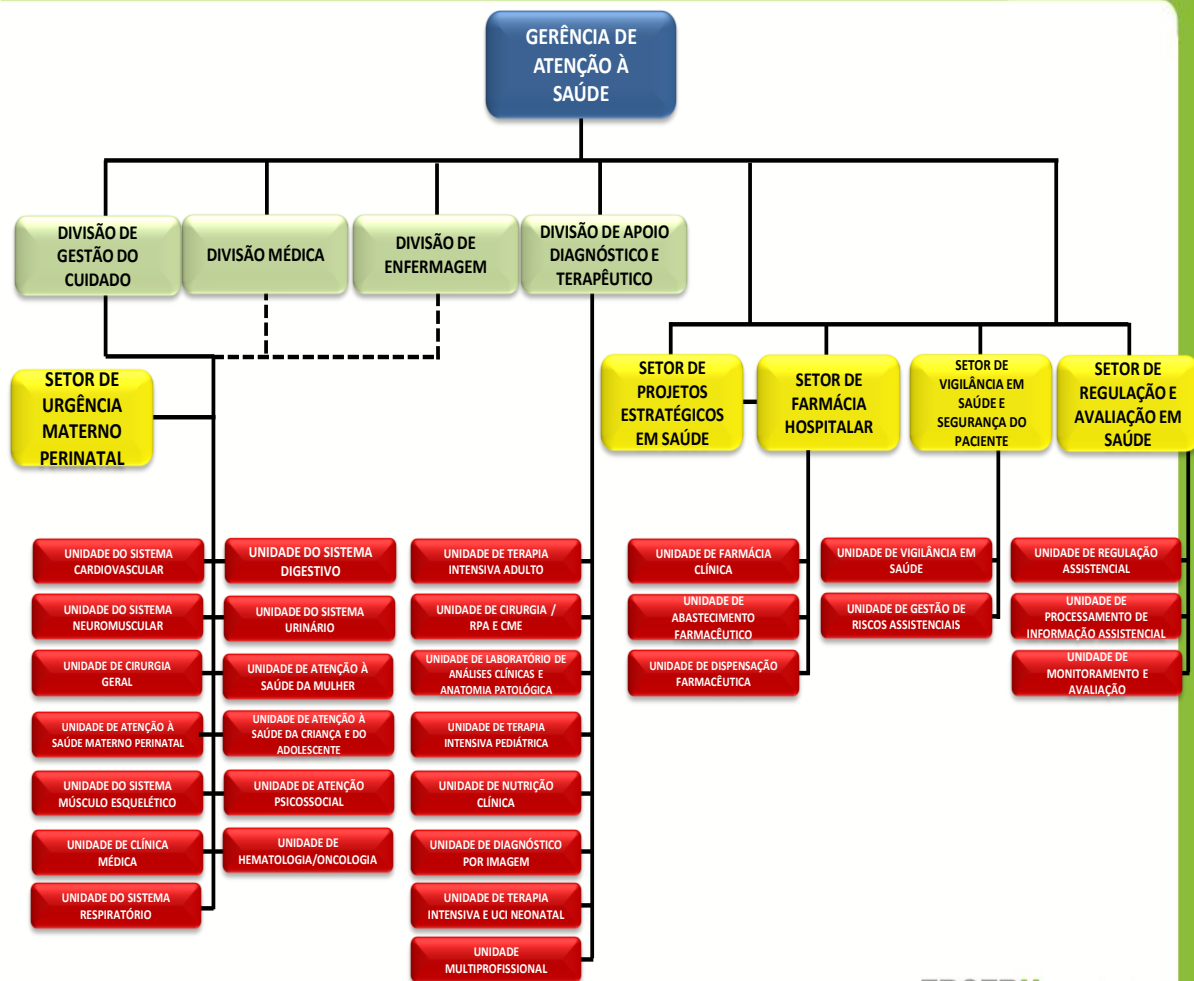 GERÊNCIA DE
ATENÇÃO À
SAÚDE
DIVISÃO DE
GESTÃO DO
CUIDADO
DIVISÃO MÉDICA
DIVISÃO DE
ENFERMAGEM
DIVISÃO DE APOIO
DIAGNÓSTICO E
TERAPÊUTICO
SETOR DE
URGÊNCIA
MATERNO
PERINATAL
SETOR DE
PROJETOS
ESTRATÉGICOS
EM SAÚDE
SETOR DE
FARMÁCIA
HOSPITALAR
SETOR DE
VIGILÂNCIA EM
SAÚDE E
SEGURANÇA DO
PACIENTE
SETOR DE
REGULAÇÃO E
AVALIAÇÃO EM
SAÚDE
UNIDADE DO SISTEMA
CARDIOVASCULAR
UNIDADE DO SISTEMA
NEUROMUSCULAR
UNIDADE DE CIRURGIA
GERAL
UNIDADE DE ATENÇÃO À
SAÚDE MATERNO PERINATAL
UNIDADE DO SISTEMA
MÚSCULO ESQUELÉTICO
UNIDADE DE CLÍNICA
MÉDICA
UNIDADE DO SISTEMA
RESPIRATÓRIO
UNIDADE DO SISTEMA
DIGESTIVO
UNIDADE DO SISTEMA
URINÁRIO
UNIDADE DE ATENÇÃO À
SAÚDE DA MULHER
UNIDADE DE ATENÇÃO À
SAÚDE DA CRIANÇA E DO
ADOLESCENTE
UNIDADE DE ATENÇÃO
PSICOSSOCIAL
UNIDADE DE
HEMATOLOGIA/ONCOLOGIA
UNIDADE DE TERAPIA
INTENSIVA ADULTO
UNIDADE DE CIRURGIA /
RPA E CME
UNIDADE DE LABORATÓRIO DE
ANÁLISES CLÍNICAS E
ANATOMIA PATOLÓGICA
UNIDADE DE TERAPIA
INTENSIVA PEDIÁTRICA
UNIDADE DE NUTRIÇÃO
CLÍNICA
UNIDADE DE DIAGNÓSTICO
POR IMAGEM
UNIDADE DE TERAPIA
INTENSIVA E UCI NEONATAL
UNIDADE
MULTIPROFISSIONAL
UNIDADE DE FARMÁCIA
CLÍNICA
UNIDADE DE
ABASTECIMENTO
FARMACÊUTICO
UNIDADE DE DISPENSAÇÃO
FARMACÊUTICA
UNIDADE DE VIGILÂNCIA EM
SAÚDE
UNIDADE DE GESTÃO DE
RISCOS ASSISTENCIAIS
UNIDADE DE REGULAÇÃO
ASSISTENCIAL
UNIDADE DE
PROCESSAMENTO DE
INFORMAÇÃO ASSISTENCIAL
UNIDADE DE
MONITORAMENTO E
AVALIAÇÃO